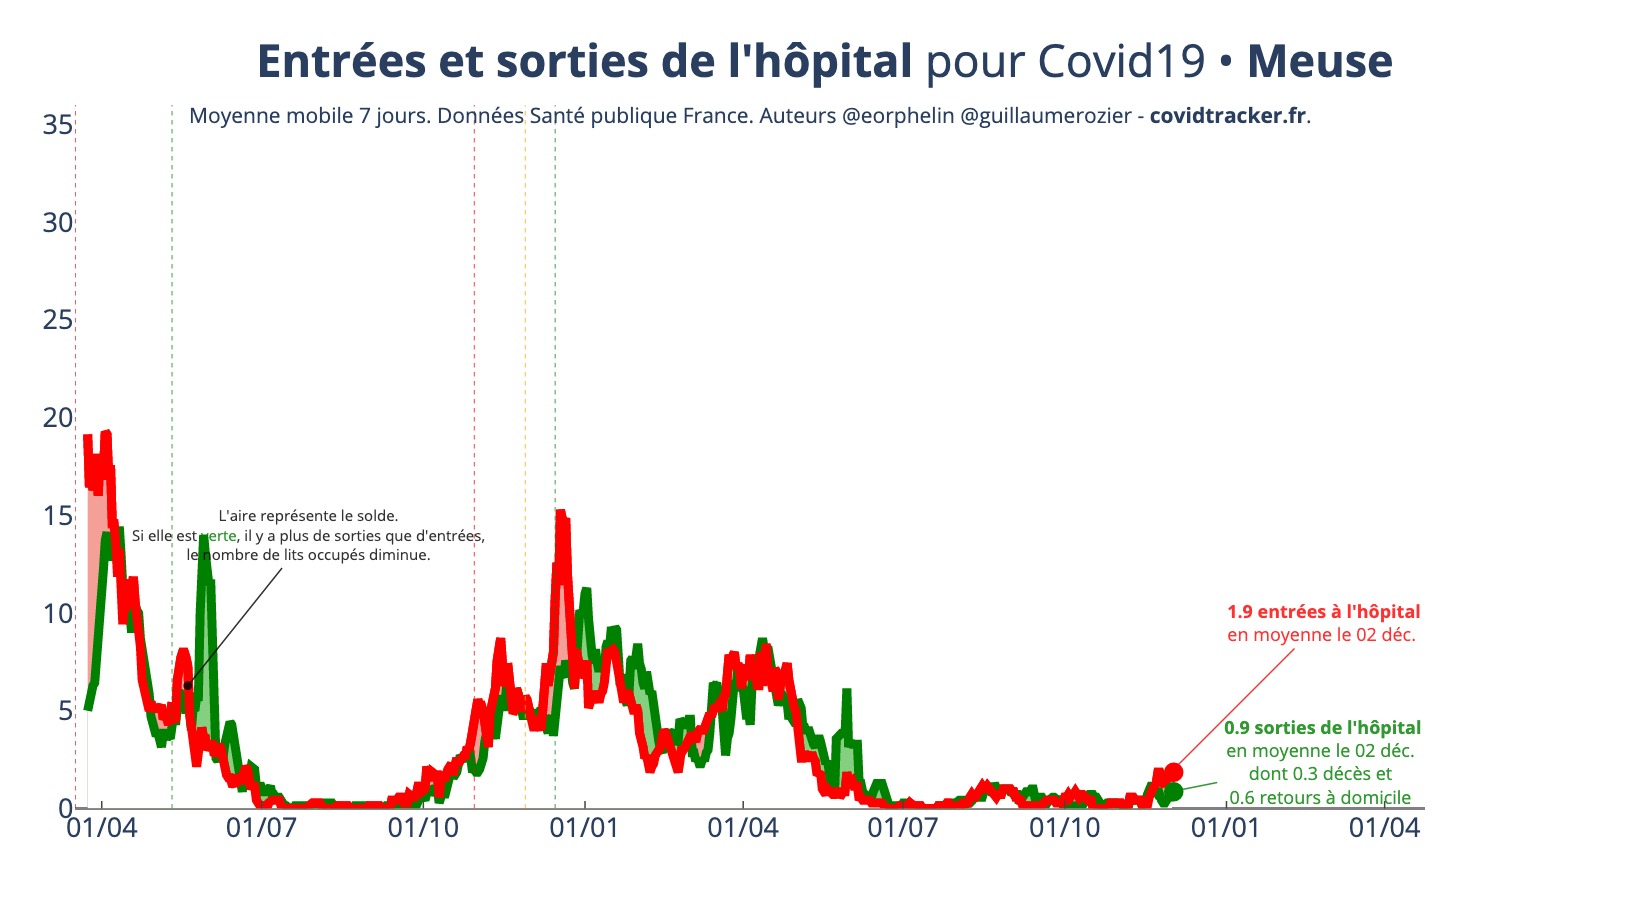 Entrées et sorties de l'hôpital pour Covid19 • Meuse
Moyenne mobile 7 jours. Données Santé publique France. Auteurs @eorphelin @guillaumerozier - covidtracker.fr.
35
30
25
20
15
10
5
0
L'aire représente le solde.
Si elle est verte, il y a plus de sorties que d'entrées,
le nombre de lits occupés diminue.
1.9 entrées à l'hôpital
en moyenne le 02 déc.
0.9 sorties de l'hôpital
en moyenne le 02 déc.
dont 0.3 décès et
0.6 retours à domicile
01/04 01/07 01/10 01/01 01/04 01/07 01/10 01/01 01/04